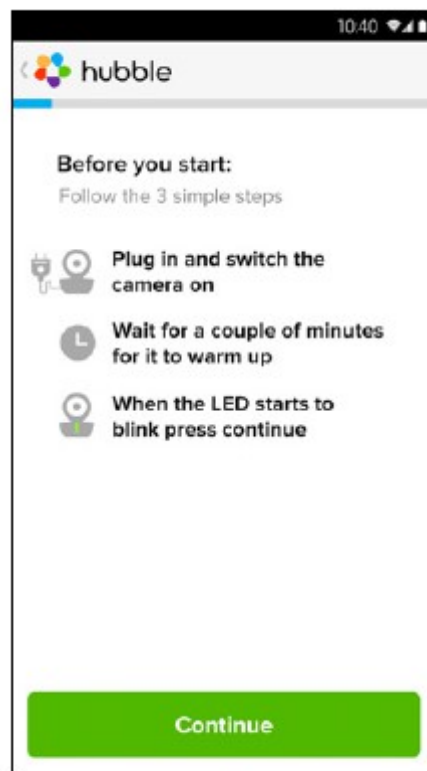 10:40
hubble
Before you start:
Follow the 3 simple steps
Plug in and switch the
camera on
Wait for a couple of minutes
for it to warm up
When the LED starts to
blink press continue
Continue